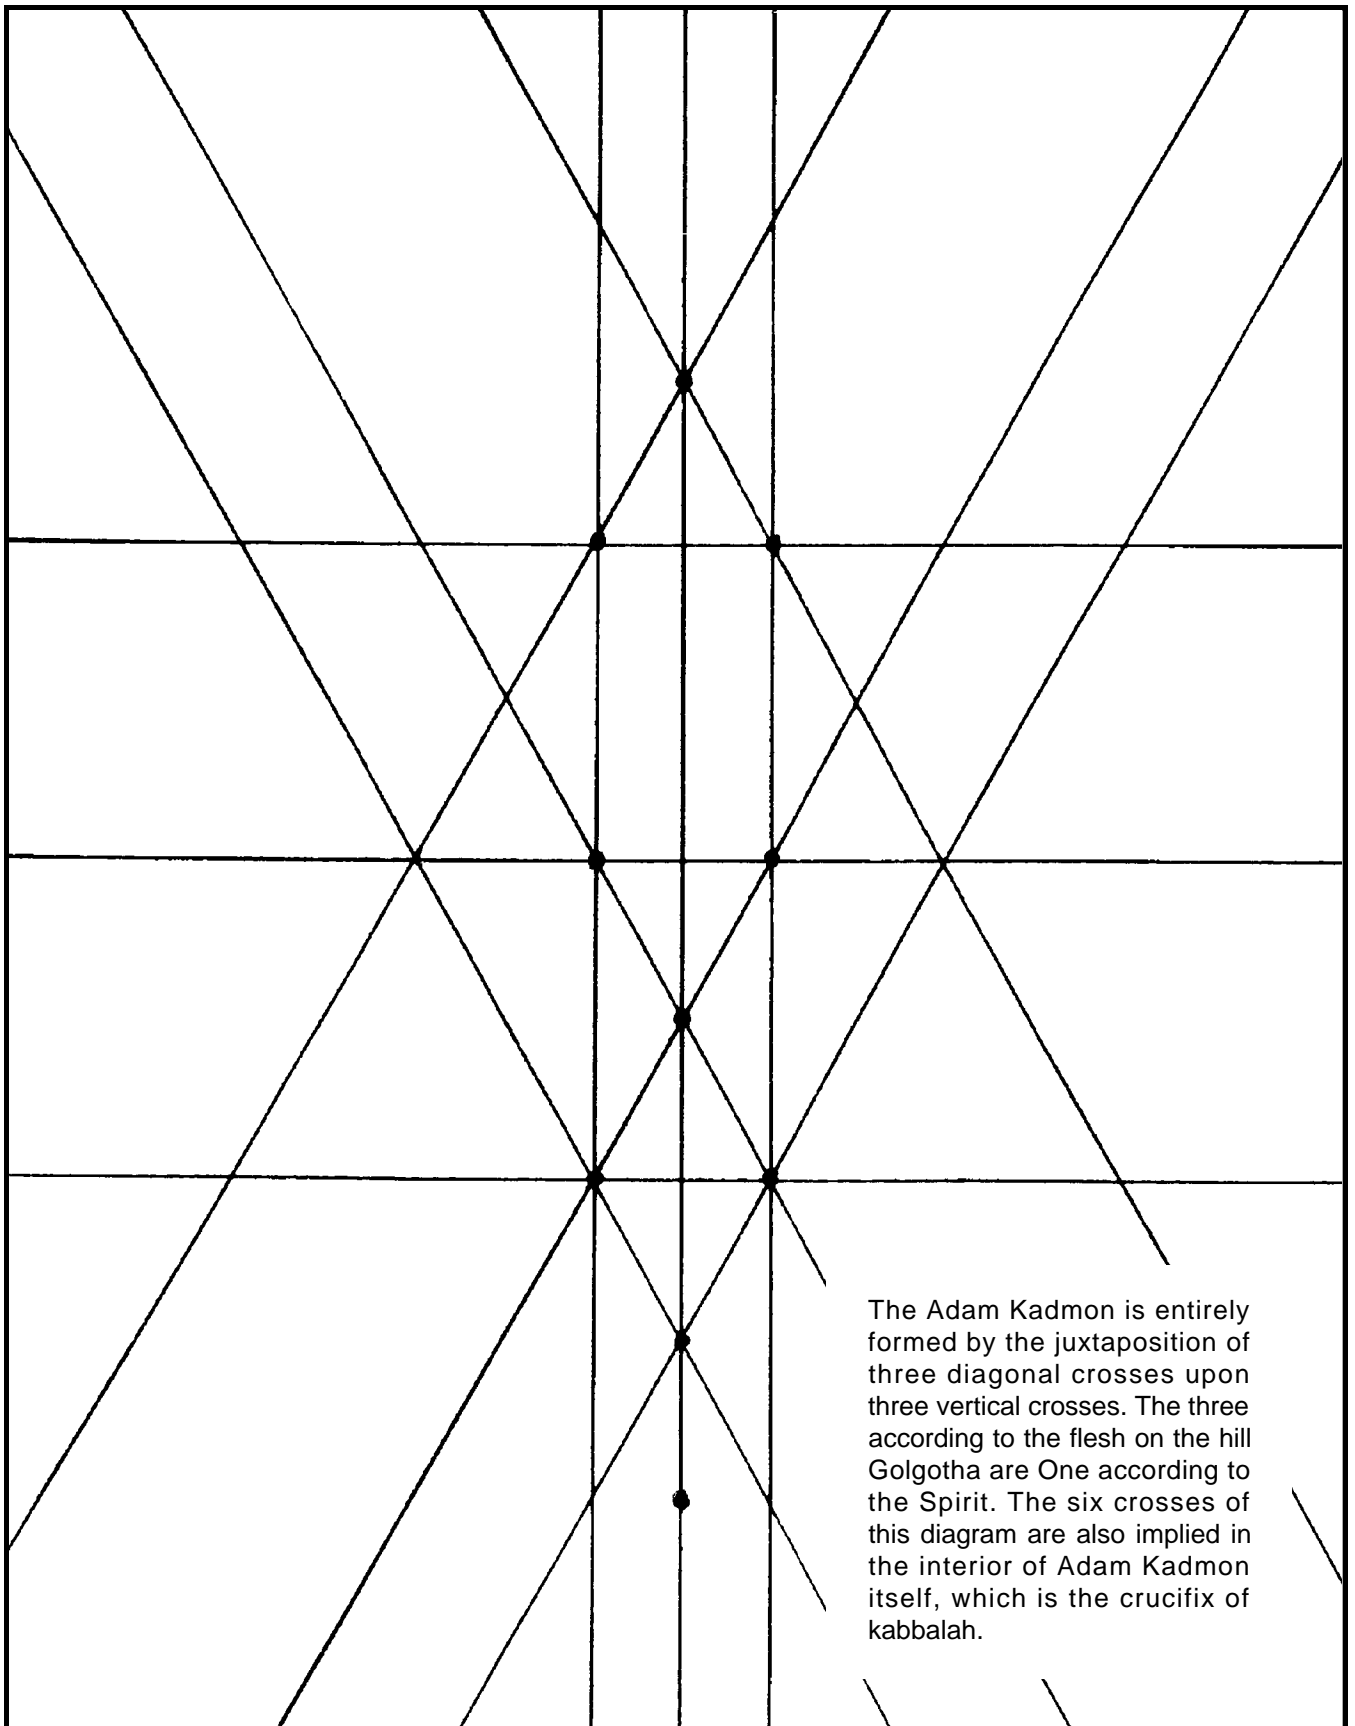 The Adam Kadmon is entirely
formed by the juxtaposition of
three diagonal crosses upon
three vertical crosses. The three
according to the flesh on the hill
Golgotha are One according to
the Spirit. The six crosses of
this diagram are also implied in
the interior of Adam Kadmon
itself, which is the crucifix of
kabbalah.